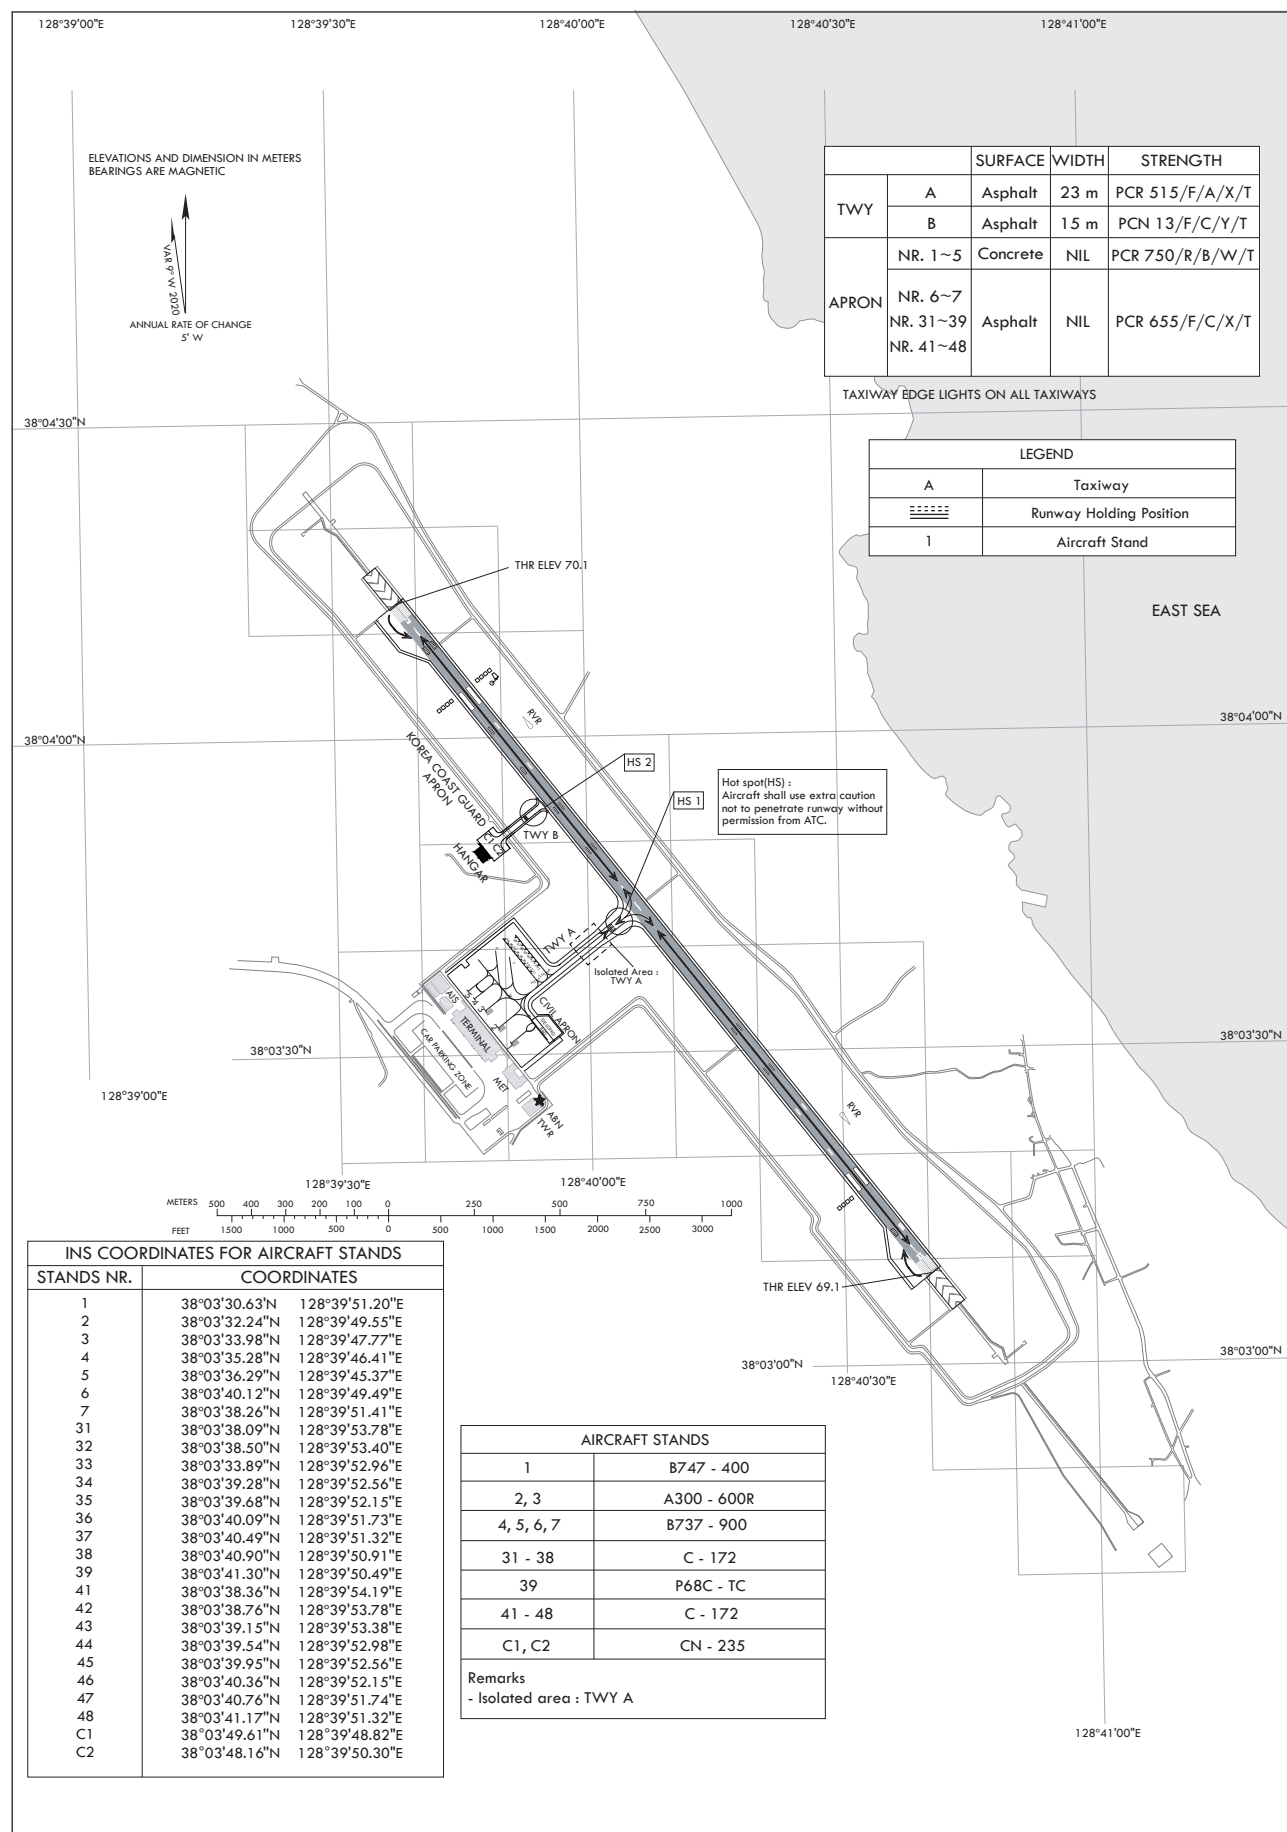 128°39'00"E 128°39'30"E 128°40'00"E 128°40'30"E 128°41'00"E
ELEVATIONS AND DIMENSION IN METERS
BEARINGS ARE MAGNETIC
VAR 9° W 2020
ANNUAL RATE OF CHANGE
5' W
SURFACE WIDTH STRENGTH
TWY
A Asphalt 23 m PCR 515/F/A/X/T
B Asphalt 15 m PCN 13/F/C/Y/T
APRON
NR. 1~5 Concrete NIL PCR 750/R/B/W/T
NR. 6~7
NR. 31~39 Asphalt NIL PCR 655/F/C/X/T
NR. 41~48
TAXIWAY EDGE LIGHTS ON ALL TAXIWAYS
38°04'30"N
LEGEND
A Taxiway
Runway Holding Position
1 Aircraft Stand
THR ELEV 70.1
EAST SEA
RVR
38°04'00"N
38°04'00"N
KOREA COAST GUARD
APRON
HS 2
HS 1
Hot spot(HS) :
Aircraft shall use extra caution
not to penetrate runway without
permission from ATC.
TWY B
C1 C2
HANGAR
TWY A
Isolated Area :
TWY A
CIVIL APRON
AIS
5 4 3 2 1
TERMINAL
CAR PARKING ZONE
MET
ABN
TWR
38°03'30"N
38°03'30"N
128°39'00"E
RVR
128°39'30"E
128°40'00"E
METERS 500 400 300 200 100 0 250 500 750 1000
FEET 1500 1000 500 0 500 1000 1500 2000 2500 3000
THR ELEV 69.1
38°03'00"N
38°03'00"N
128°40'30"E
INS COORDINATES FOR AIRCRAFT STANDS
STANDS NR. COORDINATES
1 38°03'30.63'N 128°39'51.20"E
2 38°03'32.24"N 128°39'49.55"E
3 38°03'33.98"N 128°39'47.77"E
4 38°03'35.28"N 128°39'46.41"E
5 38°03'36.29"N 128°39'45.37"E
6 38°03'40.12"N 128°39'49.49"E
7 38°03'38.26"N 128°39'51.41"E
31 38°03'38.09"N 128°39'53.78"E
32 38°03'38.50"N 128°39'53.40"E
33 38°03'33.89"N 128°39'52.96"E
34 38°03'39.28"N 128°39'52.56"E
35 38°03'39.68"N 128°39'52.15"E
36 38°03'40.09"N 128°39'51.73"E
37 38°03'40.49"N 128°39'51.32"E
38 38°03'40.90"N 128°39'50.91"E
39 38°03'41.30"N 128°39'50.49"E
41 38°03'38.36"N 128°39'54.19"E
42 38°03'38.76"N 128°39'53.78"E
43 38°03'39.15"N 128°39'53.38"E
44 38°03'39.54"N 128°39'52.98"E
45 38°03'39.95"N 128°39'52.56"E
46 38°03'40.36"N 128°39'52.15"E
47 38°03'40.76"N 128°39'51.74"E
48 38°03'41.17"N 128°39'51.32"E
C1 38°03'49.61"N 128°39'48.82"E
C2 38°03'48.16"N 128°39'50.30"E
AIRCRAFT STANDS
1 B747 - 400
2, 3 A300 - 600R
4, 5, 6, 7 B737 - 900
31 - 38 C - 172
39 P68C - TC
41 - 48 C - 172
C1, C2 CN - 235
Remarks
- Isolated area : TWY A
128°41'00"E